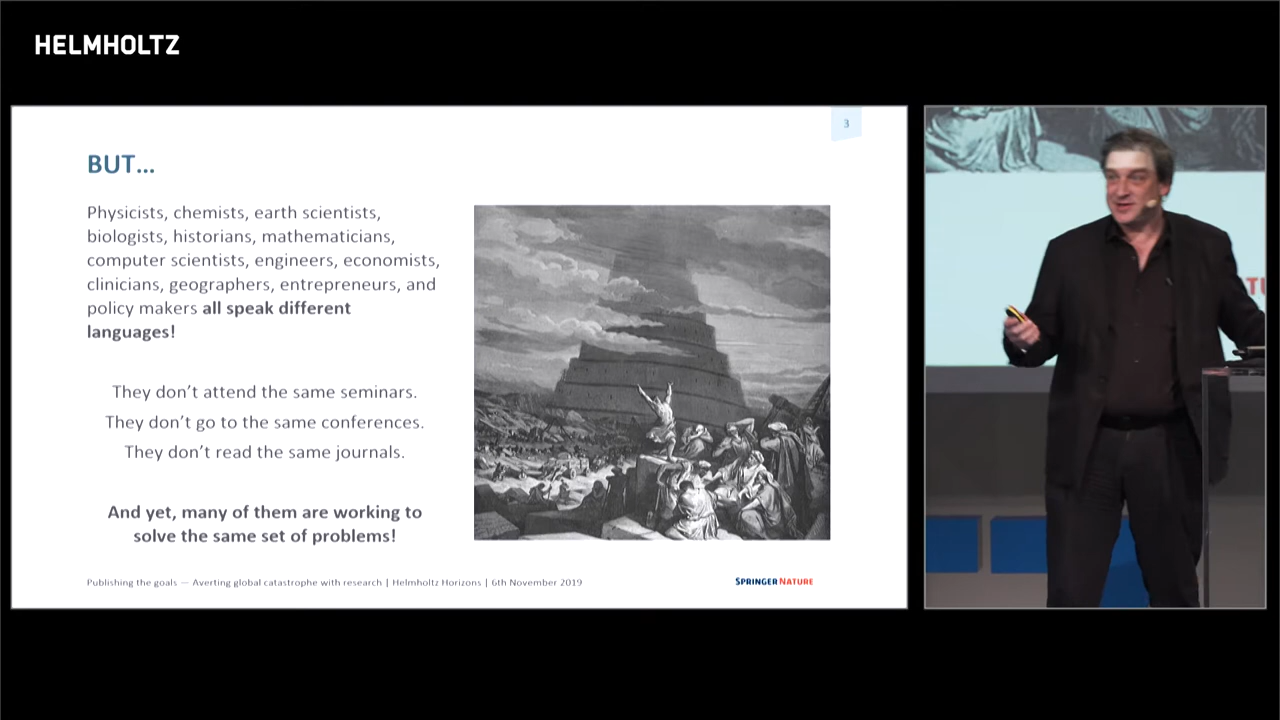 HELMHOLTZ
3
BUT...
Physicists, chemists, earth scientists,
biologists, historians, mathematicians,
computer scientists, engineers, economists,
clinicians, geographers, entrepreneurs, and
policy makers all speak different
languages!
They don’t attend the same seminars.
They don’t go to the same conferences.
They don’t read the same journals.
And yet, many of them are working to
solve the same set of problems!
Publishing the goals — Averting global catastrophe with research | Helmholtz Horizons | 6th November 2019
SPRINGER NATURE
TU